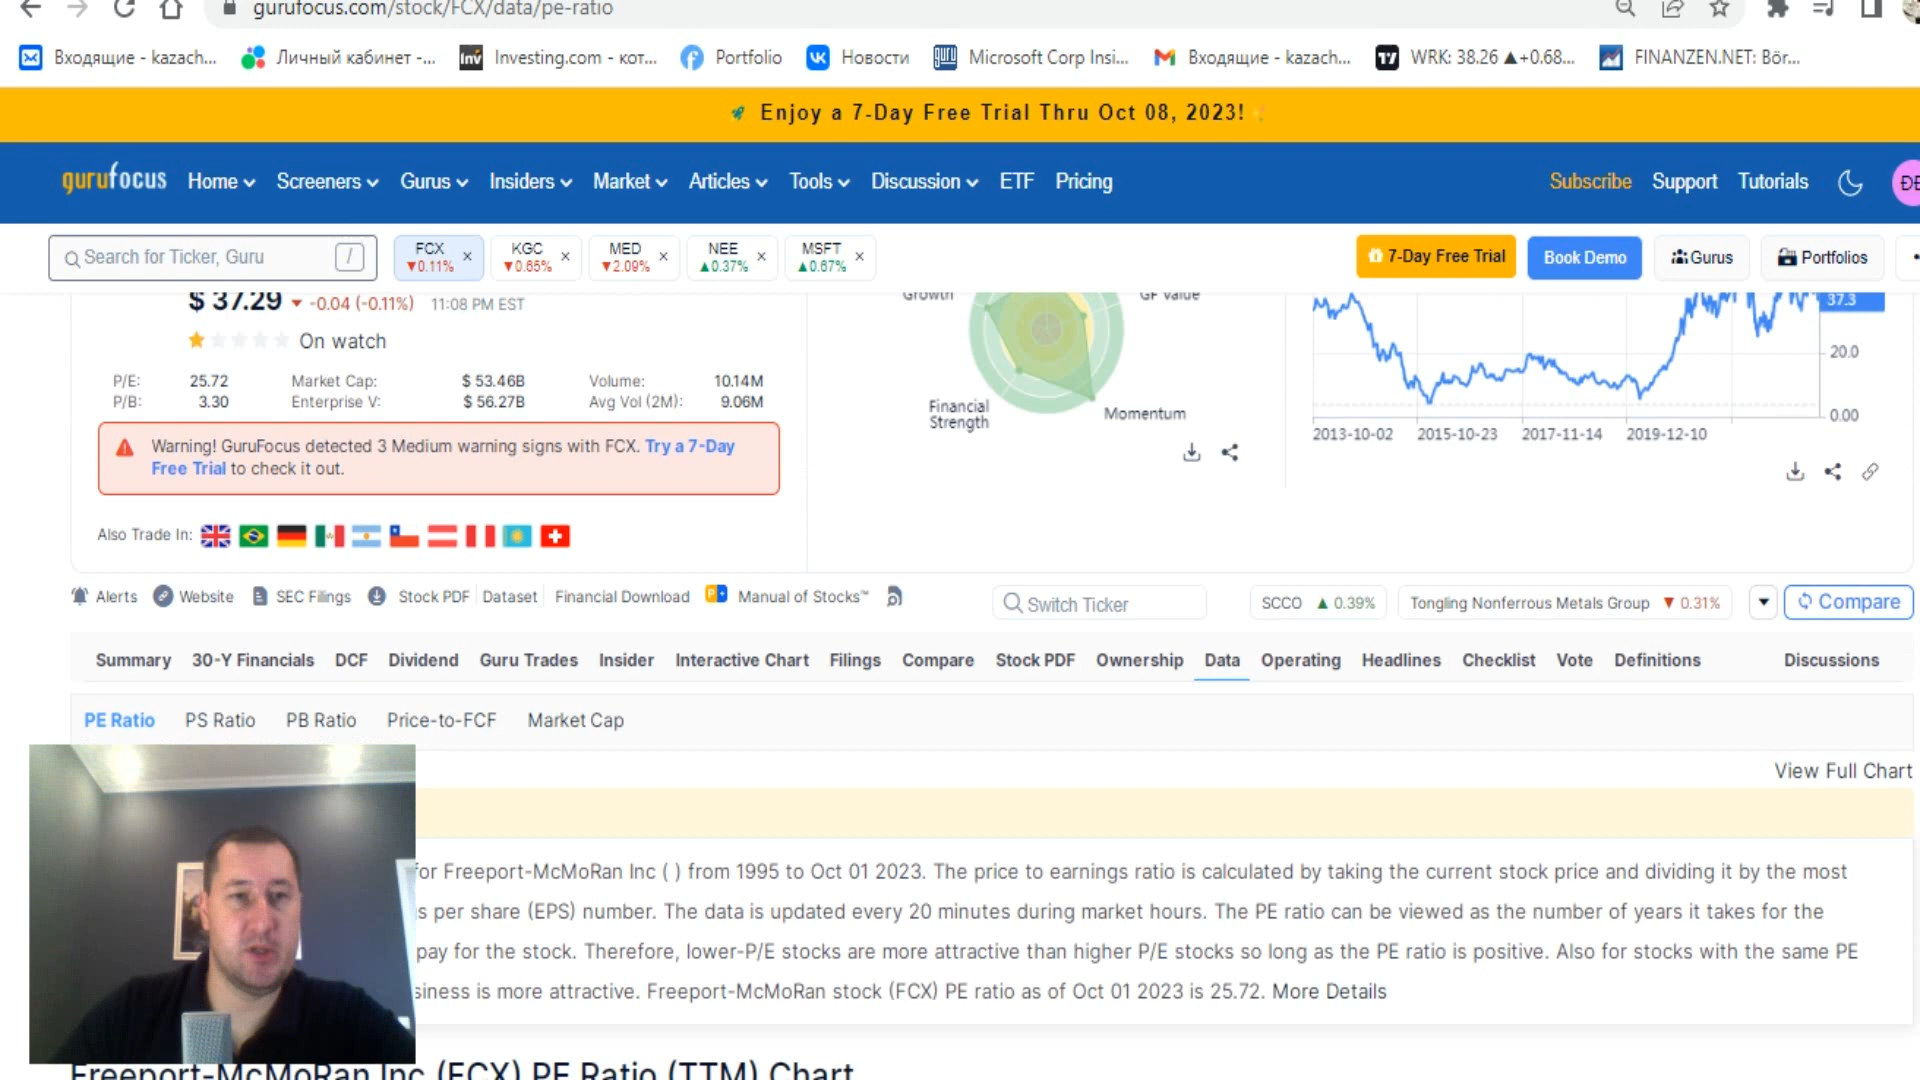 gurufocus.com/stock/FCX/data/pe-ratio
Входящие - kazach...
Личный кабинет -...
Inv Investing.com - кот...
Portfolio
Новости
guru Microsoft Corp Insi...
Входящие - kazach...
WRK: 38.26 ▲+0.68...
FINANZEN.NET: Bör...
Enjoy a 7-Day Free Trial Thru Oct 08, 2023!
gurufocus Home Screeners Gurus Insiders Market Articles Tools Discussion ETF Pricing Subscribe Support Tutorials
Search for Ticker, Guru /
FCX × ▼0.11%
KGC × ▼0.65%
MED × ▼2.09%
NEE × ▲0.37%
MSFT × ▲0.67%
7-Day Free Trial Book Demo Gurus Portfolios
$ 37.29 ▼ -0.04 (-0.11%) 11:08 PM EST
On watch
P/E: 25.72 Market Cap: $ 53.46B Volume: 10.14M
P/B: 3.30 Enterprise V: $ 56.27B Avg Vol (2M): 9.06M
Warning! GuruFocus detected 3 Medium warning signs with FCX. Try a 7-Day
Free Trial to check it out.
Also Trade In:
Growth GF Value
Financial
Strength
Momentum
37.3
20.0
0.00
2013-10-02 2015-10-23 2017-11-14 2019-12-10
Alerts Website SEC Filings Stock PDF Dataset Financial Download P+ Manual of Stocks™
Switch Ticker SCCO ▲ 0.39% Tongling Nonferrous Metals Group ▼ 0.31% Compare
Summary 30-Y Financials DCF Dividend Guru Trades Insider Interactive Chart Filings Compare Stock PDF Ownership Data Operating Headlines Checklist Vote Definitions Discussions
PE Ratio PS Ratio PB Ratio Price-to-FCF Market Cap
View Full Chart
for Freeport-McMoRan Inc ( ) from 1995 to Oct 01 2023. The price to earnings ratio is calculated by taking the current stock price and dividing it by the most
s per share (EPS) number. The data is updated every 20 minutes during market hours. The PE ratio can be viewed as the number of years it takes for the
pay for the stock. Therefore, lower-P/E stocks are more attractive than higher P/E stocks so long as the PE ratio is positive. Also for stocks with the same PE
siness is more attractive. Freeport-McMoRan stock (FCX) PE ratio as of Oct 01 2023 is 25.72. More Details
Freeport-McMoRan Inc (FCX) PE Ratio (TTM) Chart